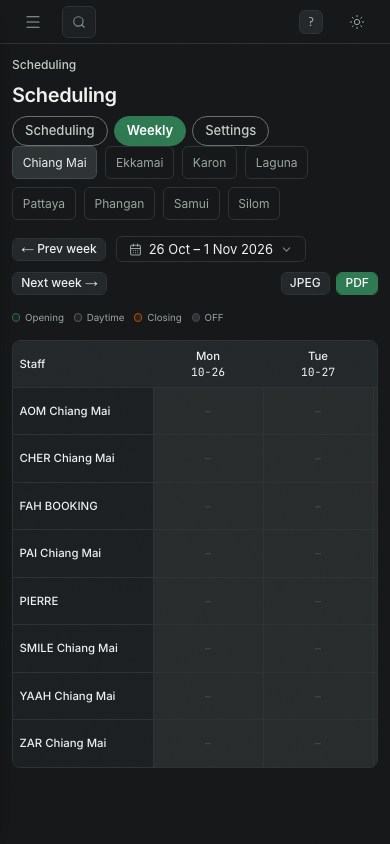 ?
Scheduling
Scheduling
Scheduling Weekly Settings
Chiang Mai Ekkamai Karon Laguna
Pattaya Phangan Samui Silom
← Prev week 26 Oct – 1 Nov 2026
Next week → JPEG PDF
Opening Daytime Closing OFF
Staff Mon Tue
10-26 10-27
AOM Chiang Mai – –
CHER Chiang Mai – –
FAH BOOKING – –
PAI Chiang Mai – –
PIERRE – –
SMILE Chiang Mai – –
YAAH Chiang Mai – –
ZAR Chiang Mai – –